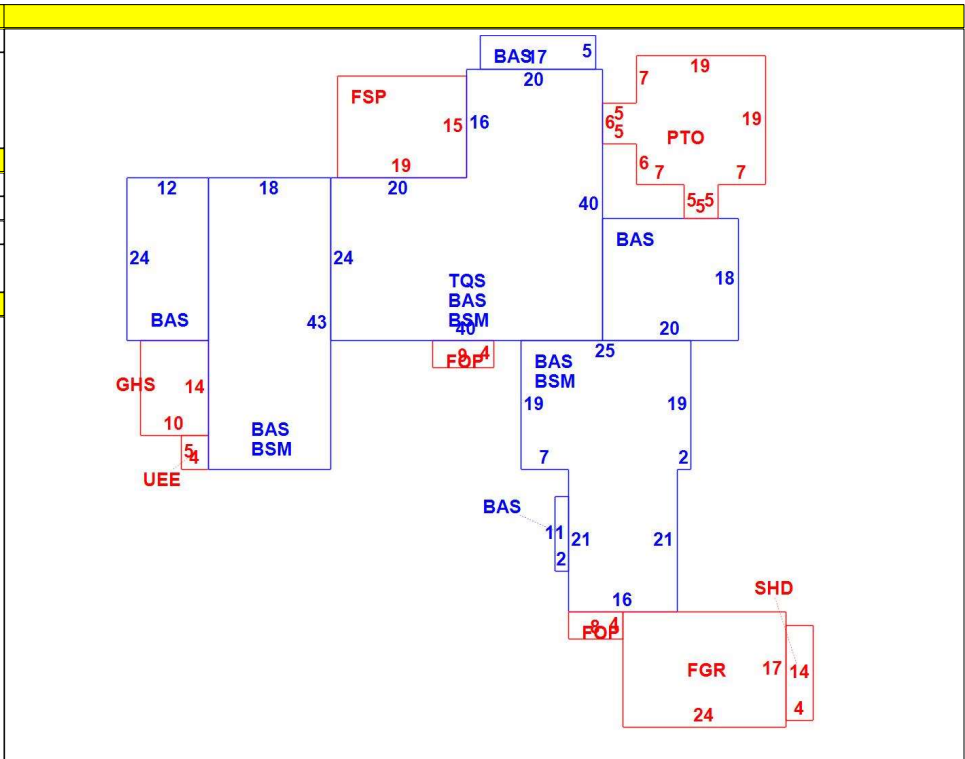 BAS 17 5
20
19
7
FSP
15 16
5
6
5
19
PTO
19
6
7 7
12 18 20
5 5 5
40
BAS
24 24
18
TQS
BAS
BSM
BAS
43
40
20
9 4
FOP
25
BAS
BSM
GHS 14
19 19
10
BAS
BSM
5
4
7 2
UEE
BAS
11 21 21
2
16
SHD
8 4
FOP
FGR 17 14
24 4